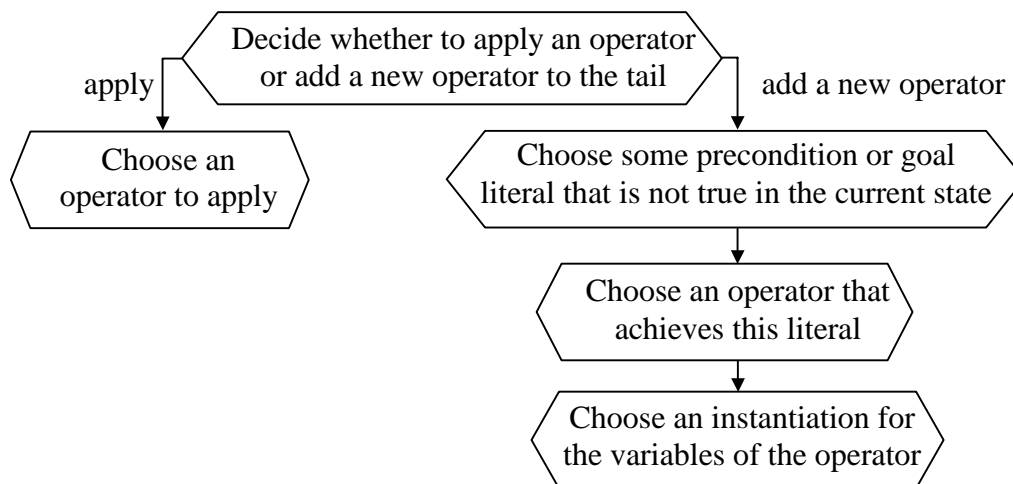 Decide whether to apply an operator
or add a new operator to the tail
apply
add a new operator
Choose an
operator to apply
Choose some precondition or goal
literal that is not true in the current state
Choose an operator that
achieves this literal
Choose an instantiation for
the variables of the operator